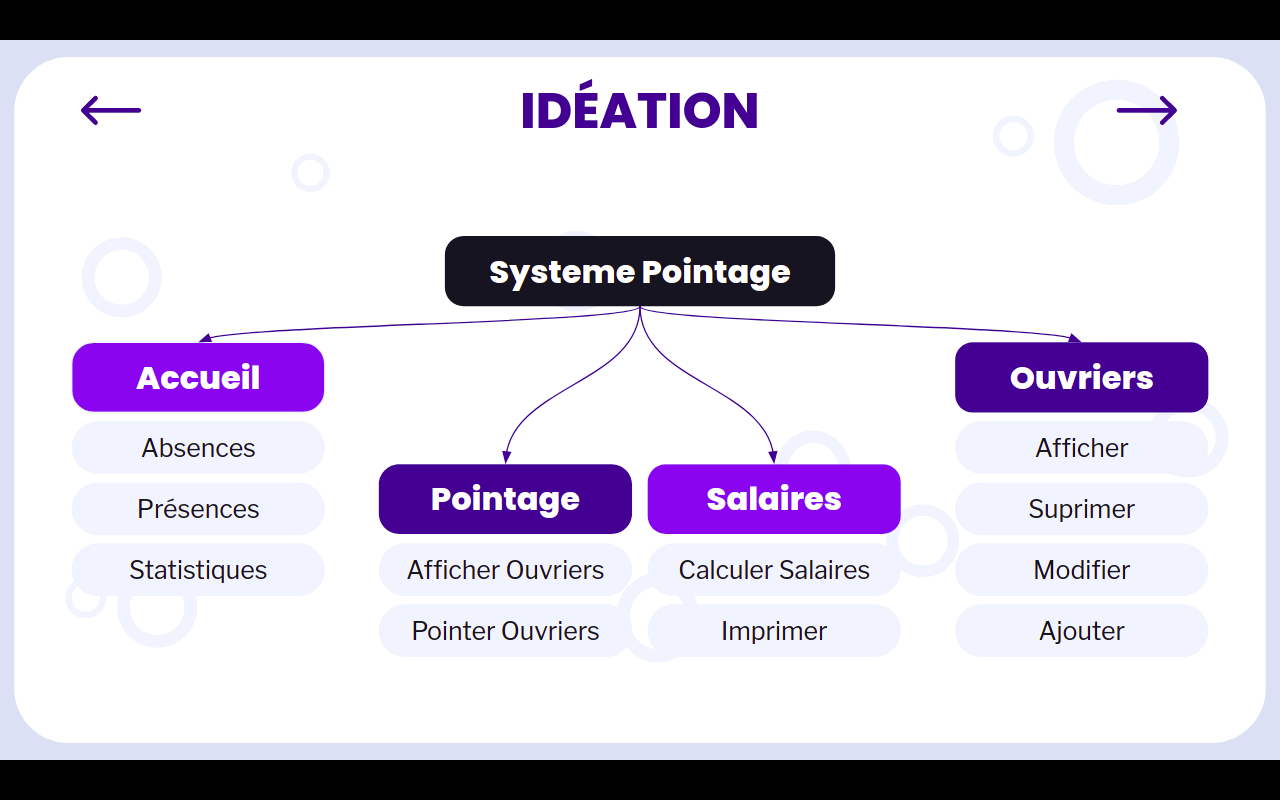 IDÉATION
Systeme Pointage
Accueil
Absences
Présences
Statistiques
Pointage
Afficher Ouvriers
Pointer Ouvriers
Salaires
Calculer Salaires
Imprimer
Ouvriers
Afficher
Suprimer
Modifier
Ajouter